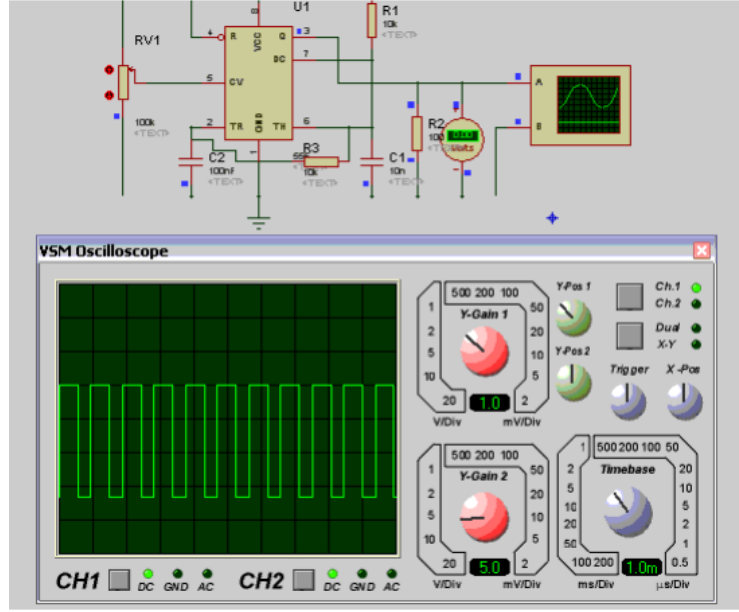 U1
R1
10k
<TEXT>
RV1
100k
<TEXT>
4
R
8
VCC
Q
3
DC
7
5
CV
2
TR
GND
1
TH
6
C2
100nF
<TEXT>
R3
10k
<TEXT>
C1
10n
<TEXT>
R2
<TEXT>
Volts
A
B
VSM Oscilloscope
500 200 100
1
2
5
10
20
50
20
10
5
2
Y-Gain 1
1.0
V/Div
mV/Div
Y-Pos 1
Y-Pos 2
Ch.1
Ch.2
Dual
X-Y
Trigger
X -Pos
500 200 100
1
2
5
10
20
50
20
10
5
2
Y-Gain 2
5.0
V/Div
mV/Div
1
500 200 100 50
2
5
10
20
50
100 200
20
10
5
2
1
0.5
Timebase
1.0m
ms/Div
µs/Div
CH1
DC
GND
AC
CH2
DC
GND
AC